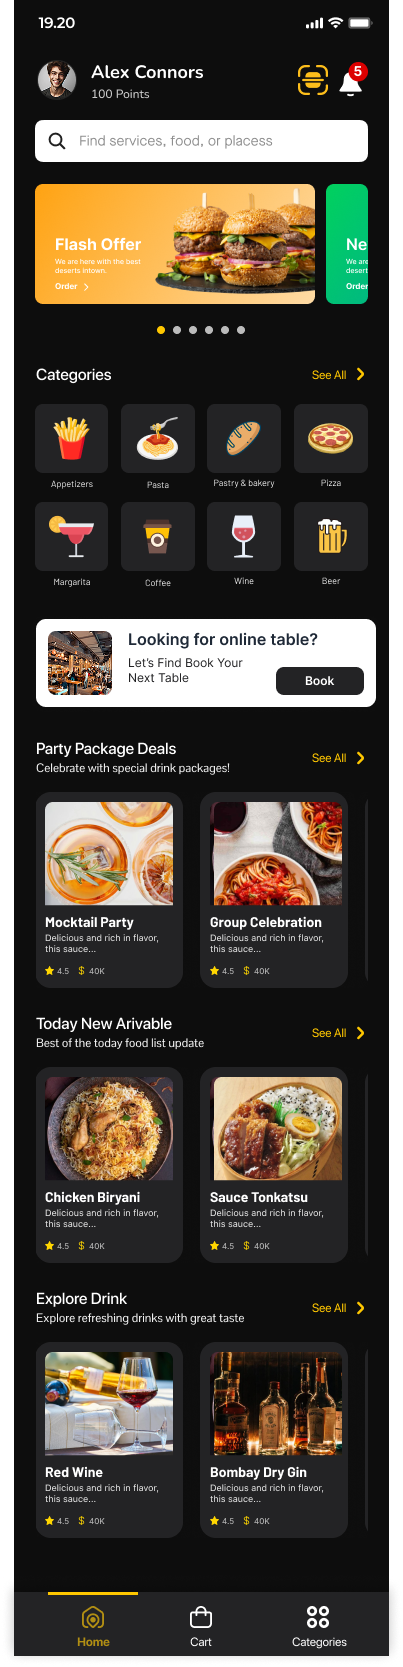 19.20
Alex Connors
5
100 Points
Find services, food, or placess
Flash Offer
We are here with the best
deserts intown.
Order
Ne
We are
desert
Order
Categories
See All
Appetizers
Pasta
Pastry & bakery
Pizza
Margarita
Coffee
Wine
Beer
Looking for online table?
Let's Find Book Your
Next Table
Book
Party Package Deals
Celebrate with special drink packages!
See All
Mocktail Party
Delicious and rich in flavor,
this sauce...
4.5 $ 40K
Group Celebration
Delicious and rich in flavor,
this sauce...
4.5 $ 40K
Today New Arivable
Best of the today food list update
See All
Chicken Biryani
Delicious and rich in flavor,
this sauce...
4.5 $ 40K
Sauce Tonkatsu
Delicious and rich in flavor,
this sauce...
4.5 $ 40K
Explore Drink
Explore refreshing drinks with great taste
See All
Red Wine
Delicious and rich in flavor,
this sauce...
4.5 $ 40K
Bombay Dry Gin
Delicious and rich in flavor,
this sauce...
4.5 $ 40K
Home
Cart
Categories